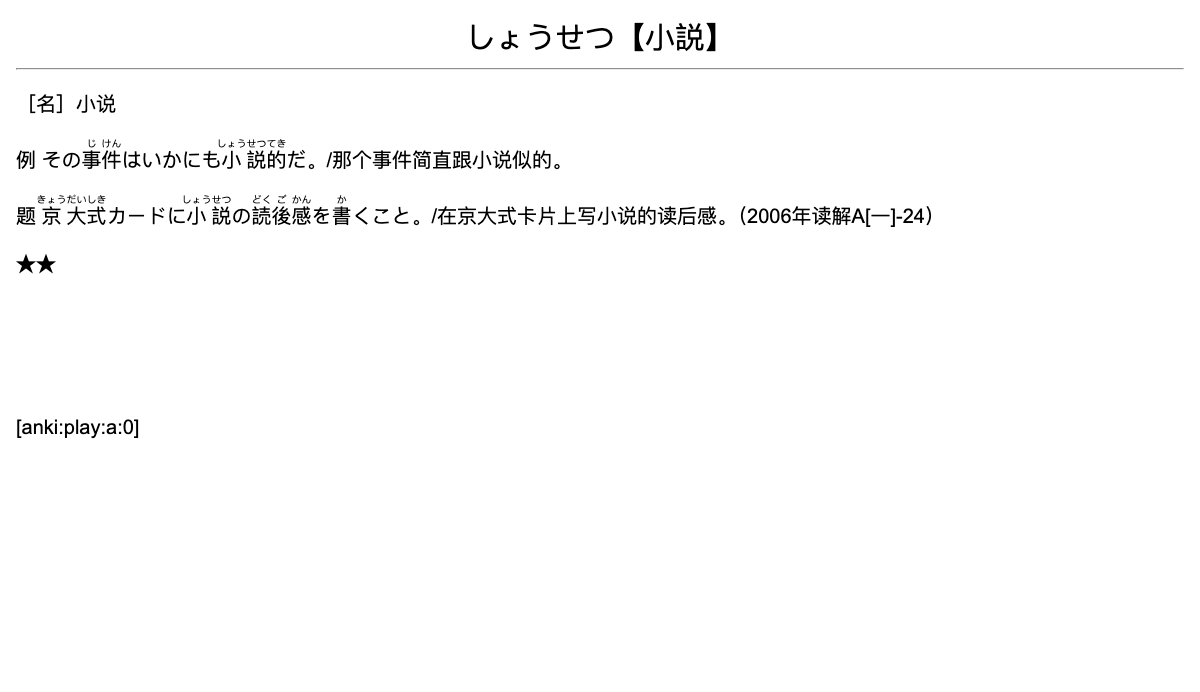 しょうせつ【小説】
［名］小说
じ けん しょうせつてき
例 その事件はいかにも小 説的だ。/那个事件简直跟小说似的。
きょうだいしき しょうせつ どく ご かん か
题 京 大式カードに小 説の読後感を書くこと。/在京大式卡片上写小说的读后感。（2006年读解A[一]-24）
★★
[anki:play:a:0]